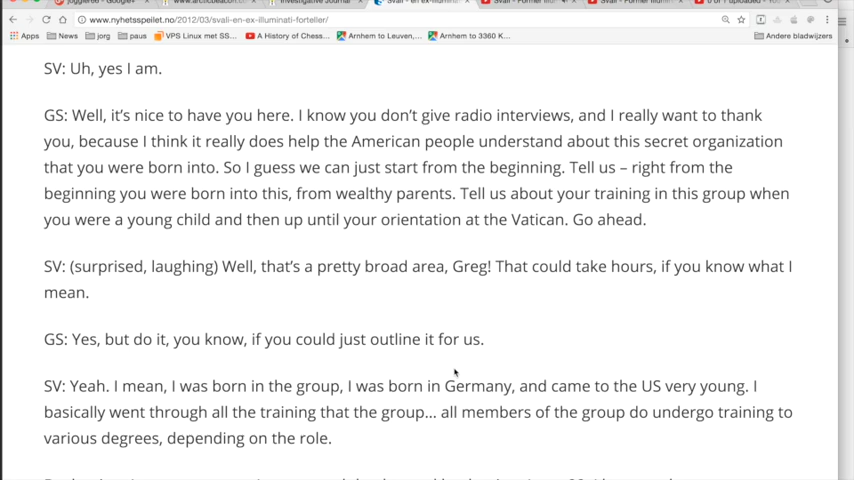 www.nyhetsspeilet.no/2012/03/svali-en-ex-illuminati-forteller/
Apps News jorg paus VPS Linux met SS... A History of Chess... Arnhem to Leuven,... Arnhem to 3360 K... Andere bladwijzers
SV: Uh, yes I am.
GS: Well, it's nice to have you here. I know you don't give radio interviews, and I really want to thank
you, because I think it really does help the American people understand about this secret organization
that you were born into. So I guess we can just start from the beginning. Tell us – right from the
beginning you were born into this, from wealthy parents. Tell us about your training in this group when
you were a young child and then up until your orientation at the Vatican. Go ahead.
SV: (surprised, laughing) Well, that's a pretty broad area, Greg! That could take hours, if you know what I
mean.
GS: Yes, but do it, you know, if you could just outline it for us.
SV: Yeah. I mean, I was born in the group, I was born in Germany, and came to the US very young. I
basically went through all the training that the group... all members of the group do undergo training to
various degrees, depending on the role.